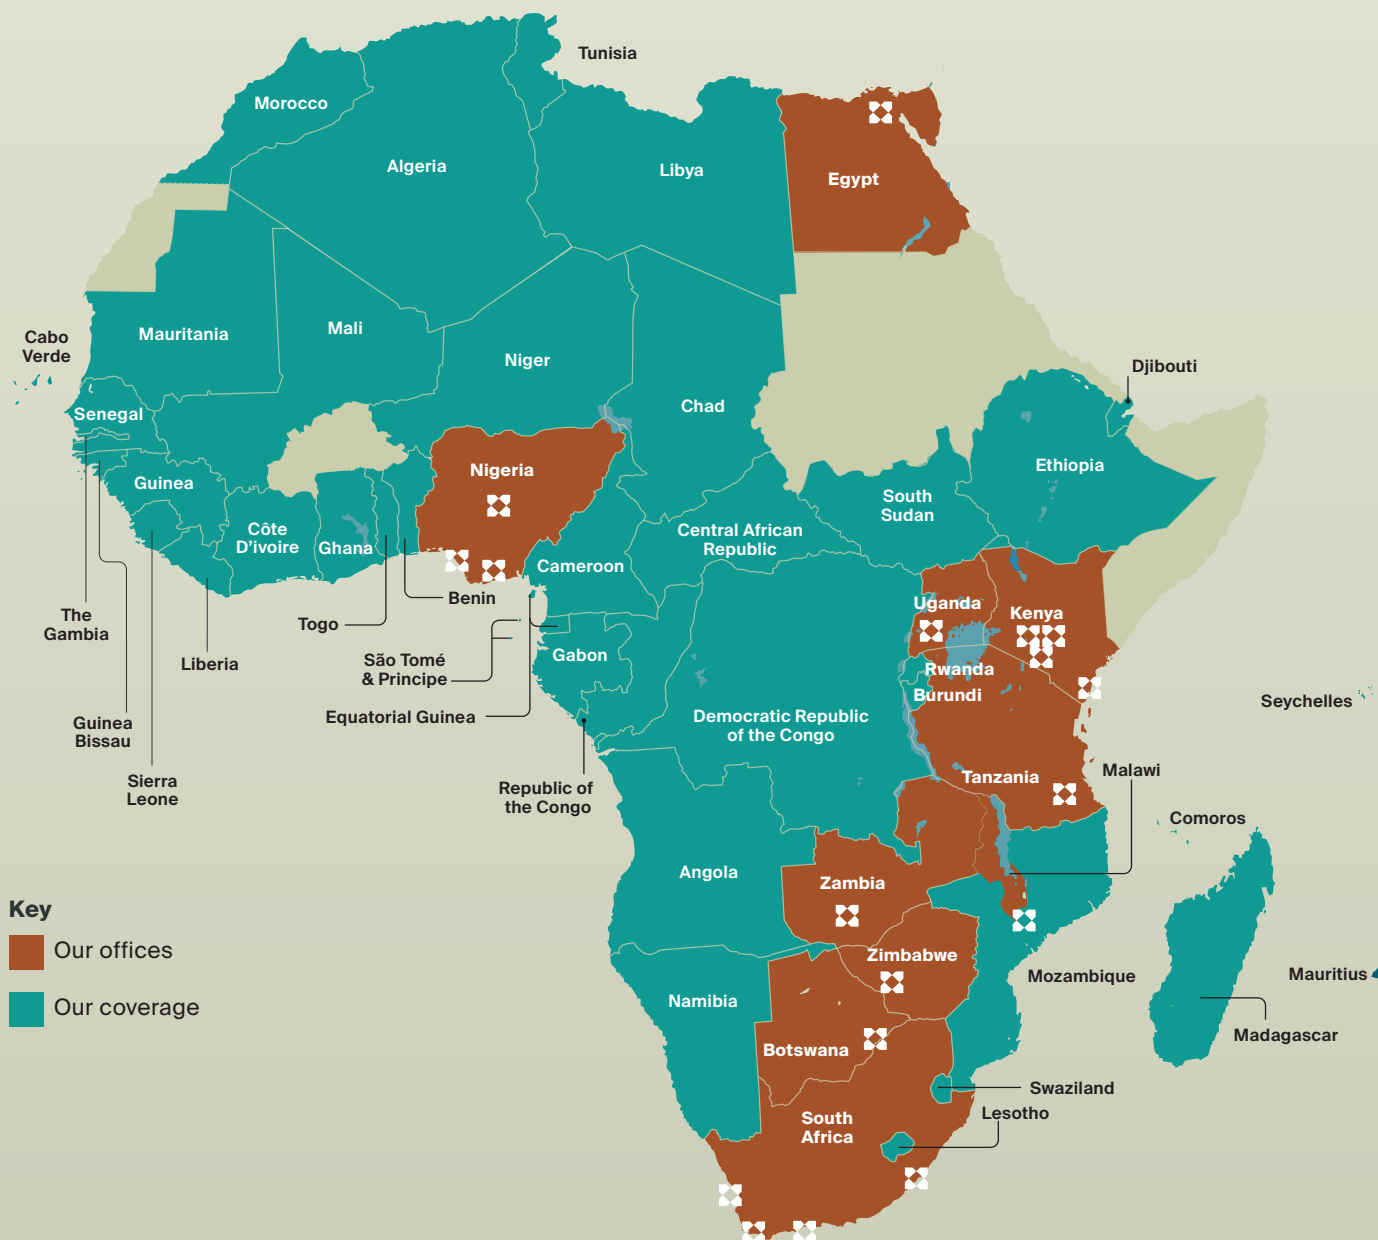 Tunisia
Morocco
Algeria
Libya
Egypt
Cabo
Verde
Mauritania
Mali
Niger
Chad
Djibouti
Senegal
Nigeria
Ethiopia
Guinea
South
Sudan
Côte
D'ivoire
Ghana
Central African
Republic
Cameroon
Benin
Togo
The
Gambia
Liberia
São Tomé
& Principe
Gabon
Uganda
Kenya
Rwanda
Burundi
Seychelles
Equatorial Guinea
Guinea
Bissau
Democratic Republic
of the Congo
Sierra
Leone
Republic of
the Congo
Tanzania
Malawi
Comoros
Angola
Zambia
Key
Our offices
Our coverage
Zimbabwe
Mozambique
Mauritius
Namibia
Botswana
Madagascar
Swaziland
Lesotho
South
Africa